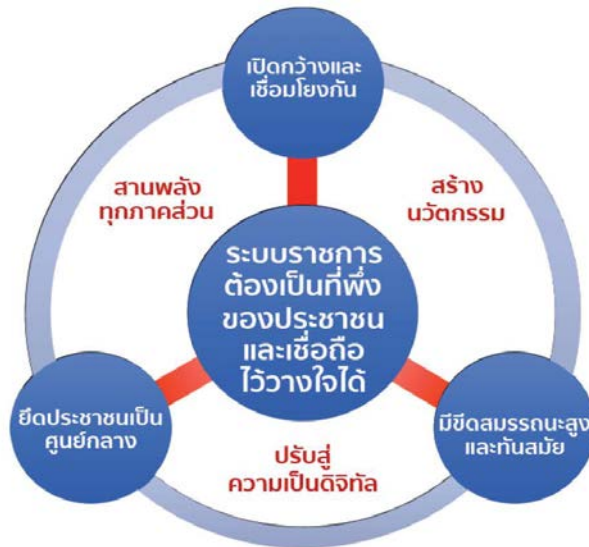 เปิดกว้างและ
เชื่อมโยงกัน
สานพลัง
ทุกภาคส่วน
สร้าง
นวัตกรรม
ระบบราชการ
ต้องเป็นที่พึ่ง
ของประชาชน
และเชื่อถือ
ไว้วางใจได้
ยึดประชาชนเป็น
ศูนย์กลาง
มีขีดสมรรถนะสูง
และทันสมัย
ปรับสู่
ความเป็นดิจิทัล